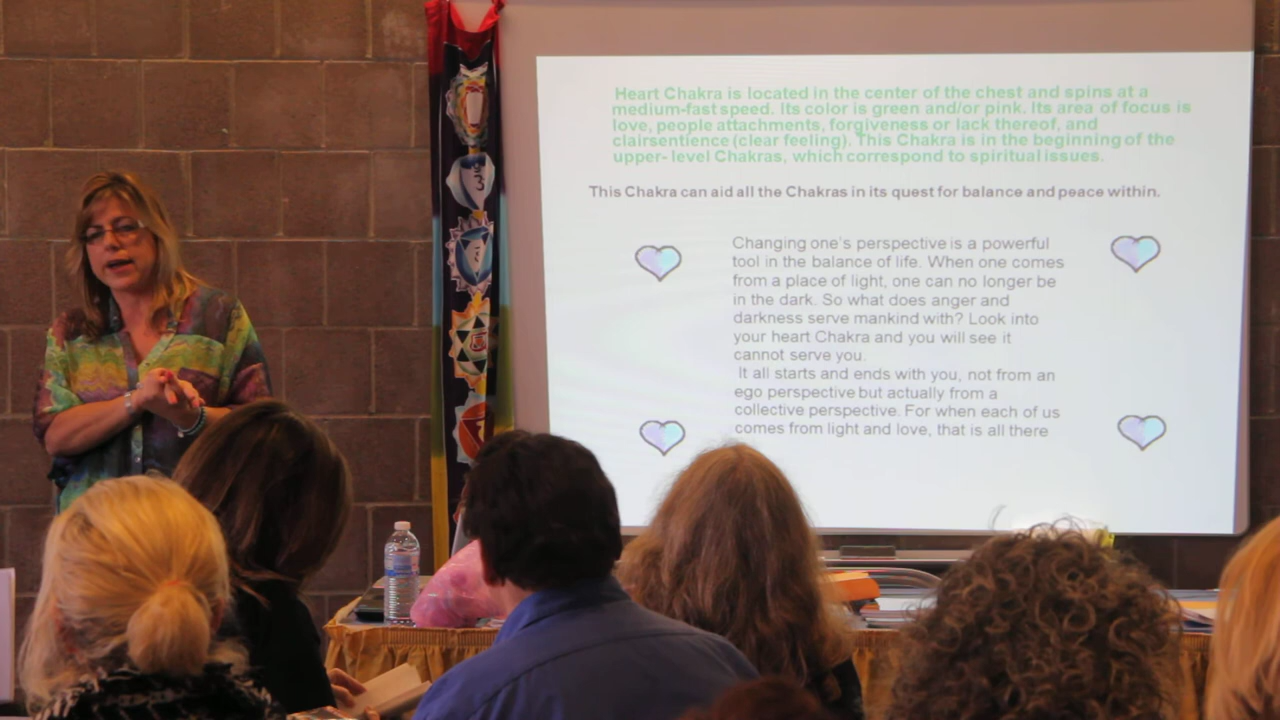 Heart Chakra is located in the center of the chest and spins at a
medium-fast speed. Its color is green and/or pink. Its area of focus is
love, people attachments, forgiveness or lack thereof, and
clairsentience (clear feeling). This Chakra is in the beginning of the
upper- level Chakras, which correspond to spiritual issues.
This Chakra can aid all the Chakras in its quest for balance and peace within.
Changing one's perspective is a powerful
tool in the balance of life. When one comes
from a place of light, one can no longer be
in the dark. So what does anger and
darkness serve mankind with? Look into
your heart Chakra and you will see it
cannot serve you.
It all starts and ends with you, not from an
ego perspective but actually from a
collective perspective. For when each of us
comes from light and love, that is all there